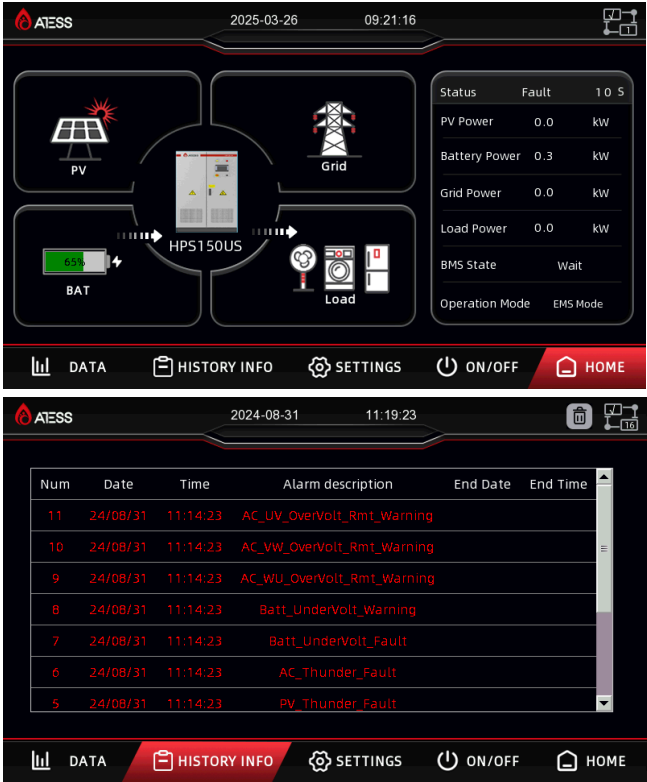 ATESS 2025-03-26 09:21:16 1
PV
Grid
HPS150US
65%
BAT
Load
Status Fault 10 S
PV Power 0.0 kW
Battery Power 0.3 kW
Grid Power 0.0 kW
Load Power 0.0 kW
BMS State Wait
Operation Mode EMS Mode
DATA HISTORY INFO SETTINGS ON/OFF HOME
ATESS 2024-08-31 11:19:23 16
Num Date Time Alarm description End Date End Time
11 24/08/31 11:14:23 AC_UV_OverVolt_Rmt_Warning
10 24/08/31 11:14:23 AC_VW_OverVolt_Rmt_Warning
9 24/08/31 11:14:23 AC_WU_OverVolt_Rmt_Warning
8 24/08/31 11:14:23 Batt_UnderVolt_Warning
7 24/08/31 11:14:23 Batt_UnderVolt_Fault
6 24/08/31 11:14:23 AC_Thunder_Fault
5 24/08/31 11:14:23 PV_Thunder_Fault
DATA HISTORY INFO SETTINGS ON/OFF HOME